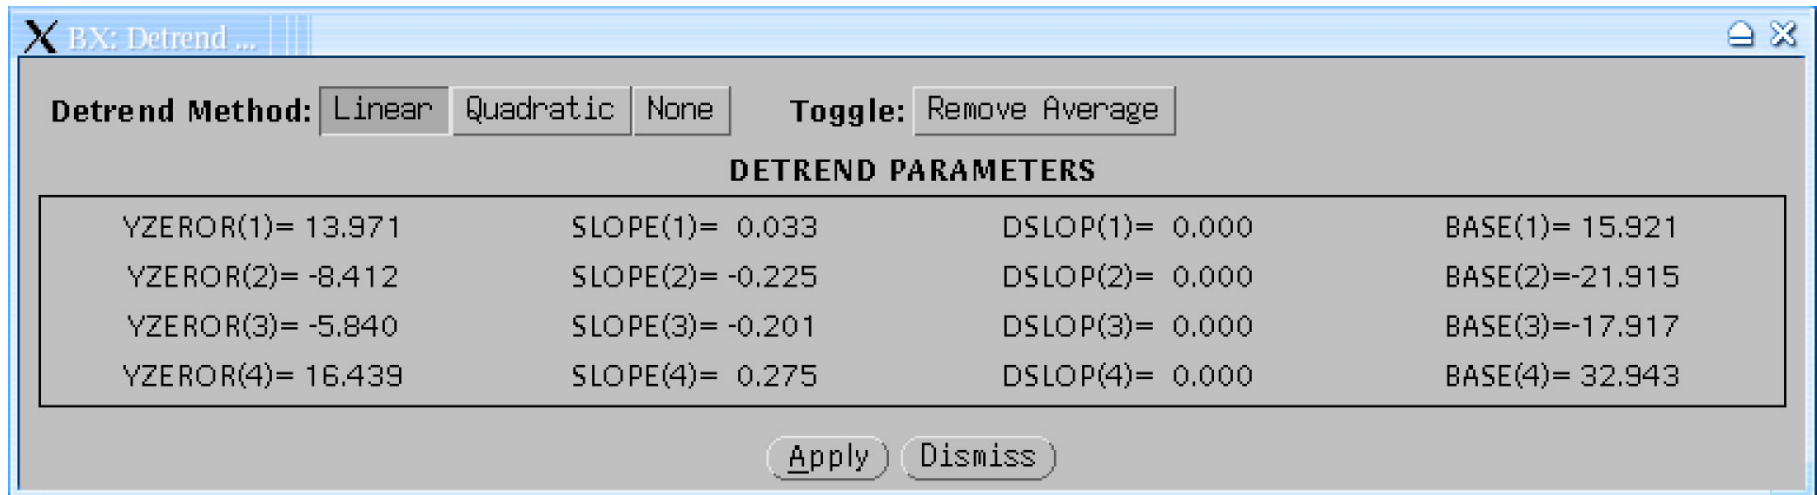 BX: Detrend ...
Detrend Method: Linear Quadratic None Toggle: Remove Average
DETREND PARAMETERS
YZEROR(1)= 13.971 SLOPE(1)= 0.033 DSLOP(1)= 0.000 BASE(1)= 15.921
YZEROR(2)= -8.412 SLOPE(2)= -0.225 DSLOP(2)= 0.000 BASE(2)=-21.915
YZEROR(3)= -5.840 SLOPE(3)= -0.201 DSLOP(3)= 0.000 BASE(3)=-17.917
YZEROR(4)= 16.439 SLOPE(4)= 0.275 DSLOP(4)= 0.000 BASE(4)= 32.943
Apply Dismiss